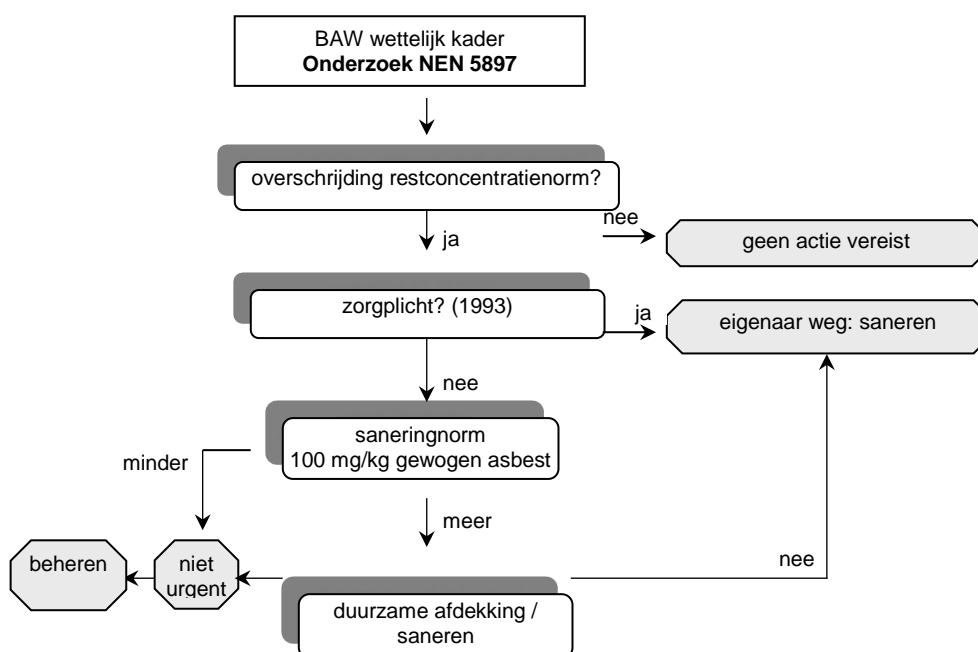 BAW wettelijk kader
Onderzoek NEN 5897
overschrijding restconcentratienorm?
nee
geen actie vereist
ja
zorgplicht? (1993)
ja
eigenaar weg: saneren
nee
saneringnorm
100 mg/kg gewogen asbest
minder
meer
beheren
niet
urgent
nee
duurzame afdekking /
saneren